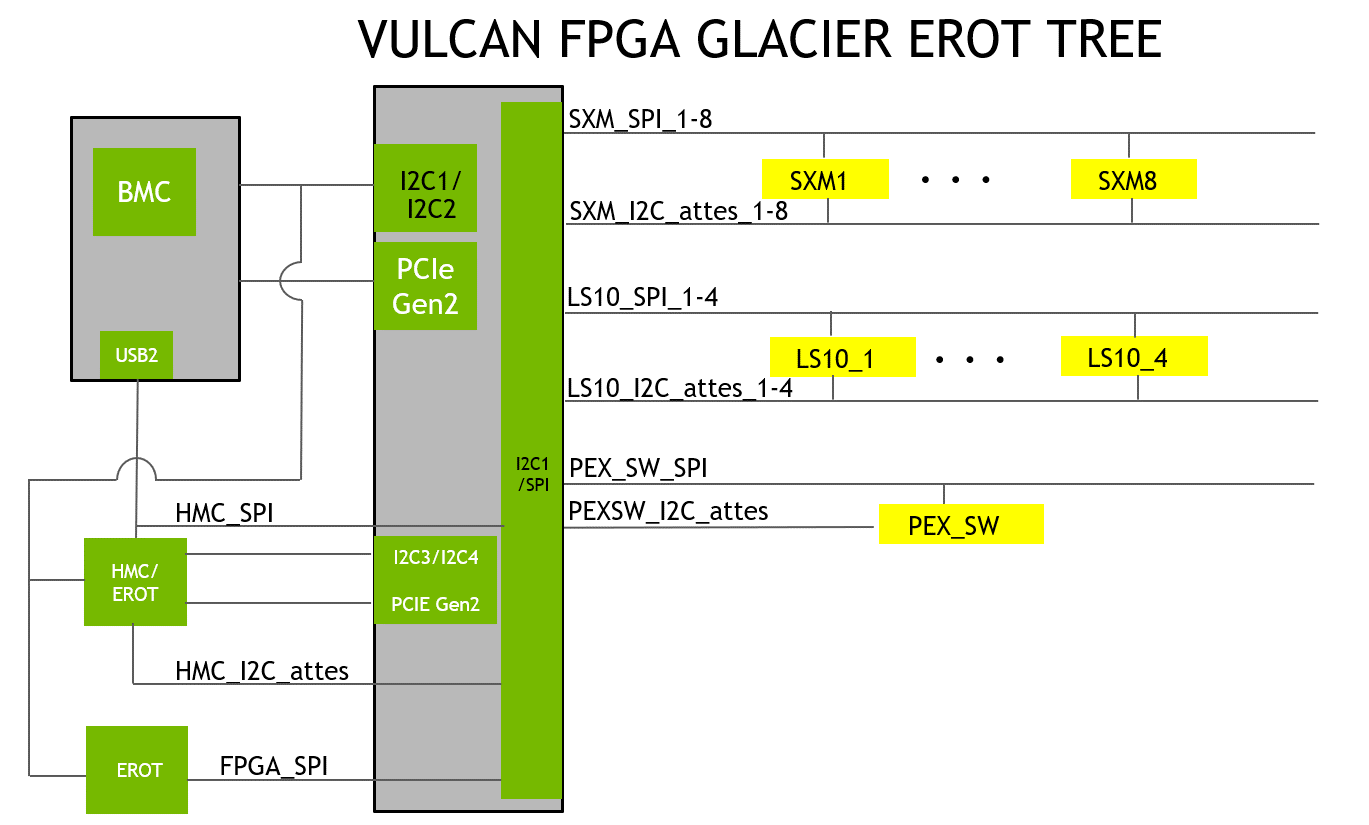 VULCAN FPGA GLACIER EROT TREE
SXM_SPI_1-8
BMC
I2C1/
I2C2
SXM1
SXM8
SXM_I2C_attes_1-8
PCIe
Gen2
LS10_SPI_1-4
USB2
LS10_1
LS10_4
LS10_I2C_attes_1-4
I2C1
/SPI
PEX_SW_SPI
HMC_SPI
PEXSW_I2C_attes
PEX_SW
HMC/
EROT
I2C3/I2C4
PCIE Gen2
HMC_I2C_attes
EROT
FPGA_SPI